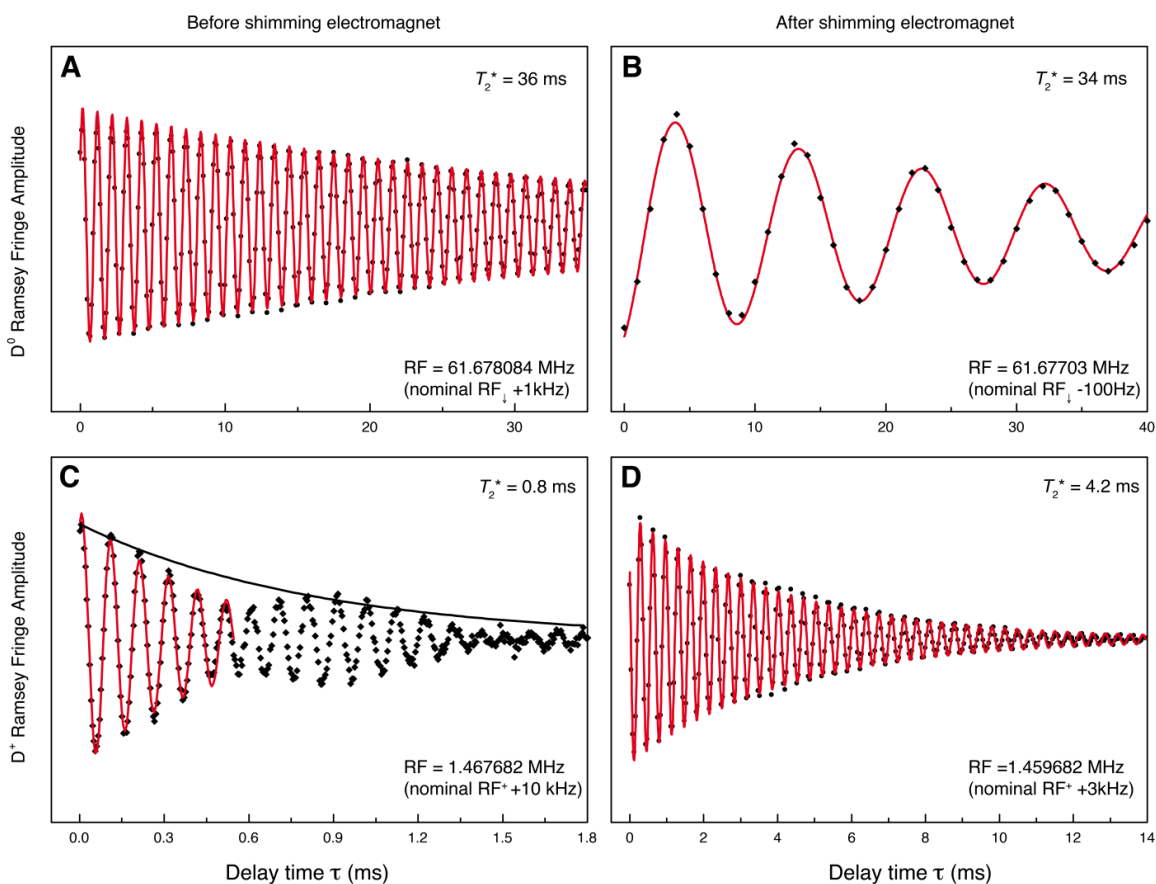 Before shimming electromagnet
After shimming electromagnet
A
T₂* = 36 ms
B
T₂* = 34 ms
D⁰ Ramsey Fringe Amplitude
RF = 61.678084 MHz
(nominal RF↓ +1kHz)
RF = 61.67703 MHz
(nominal RF↓ -100Hz)
0 10 20 30
0 10 20 30 40
C
T₂* = 0.8 ms
D
T₂* = 4.2 ms
D⁺ Ramsey Fringe Amplitude
RF = 1.467682 MHz
(nominal RF⁺ +10 kHz)
RF =1.459682 MHz
(nominal RF⁺ +3kHz)
0.0 0.3 0.6 0.9 1.2 1.5 1.8
0 2 4 6 8 10 12 14
Delay time τ (ms)
Delay time τ (ms)